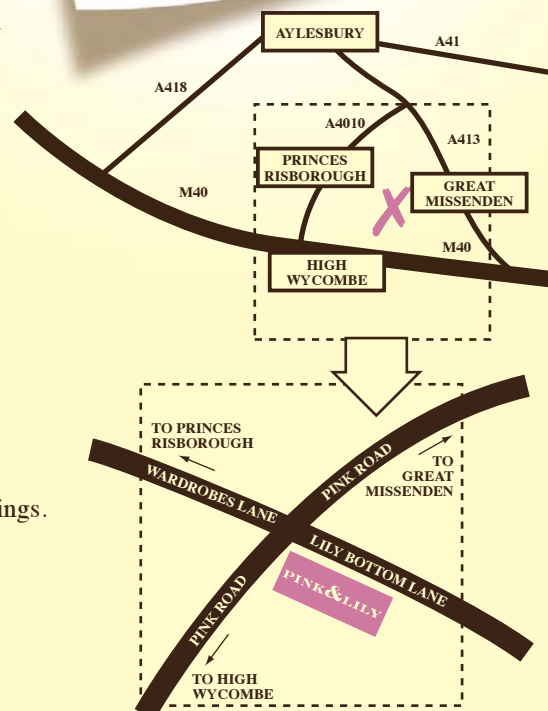 AYLESBURY
A41
A418
A4010
A413
PRINCES
RISBOROUGH
GREAT
MISSENDEN
M40
M40
HIGH
WYCOMBE
TO PRINCES
RISBOROUGH
PINK ROAD
TO
GREAT
MISSENDEN
WARDROBES LANE
ings.
LILY BOTTOM LANE
PINK&LILY
PINK ROAD
TO HIGH
WYCOMBE